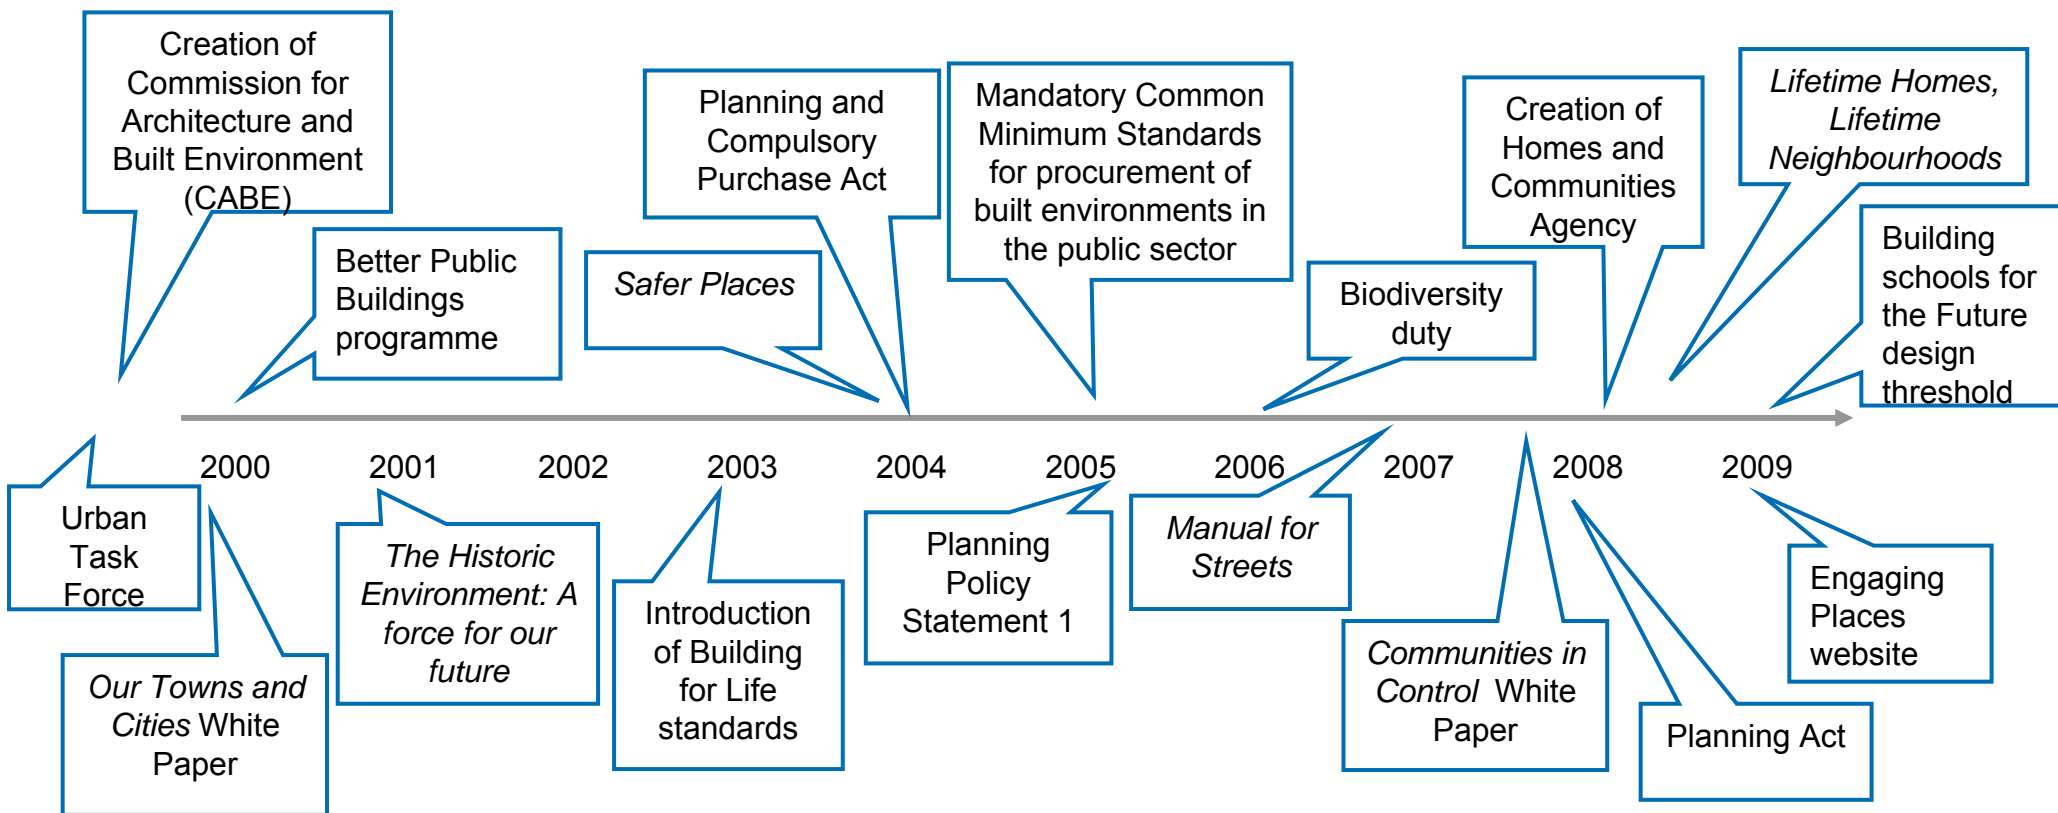 Creation of
Commission for
Architecture and
Built Environment
(CABE)
Better Public
Buildings
programme
Safer Places
Planning and
Compulsory
Purchase Act
Mandatory Common
Minimum Standards
for procurement of
built environments in
the public sector
Biodiversity
duty
Creation of
Homes and
Communities
Agency
Lifetime Homes,
Lifetime
Neighbourhoods
Building
schools for
the Future
design
threshold
2000 2001 2002 2003 2004 2005 2006 2007 2008 2009
Urban
Task
Force
Our Towns and
Cities White
Paper
The Historic
Environment: A
force for our
future
Introduction
of Building
for Life
standards
Planning
Policy
Statement 1
Manual for
Streets
Communities in
Control White
Paper
Planning Act
Engaging
Places
website